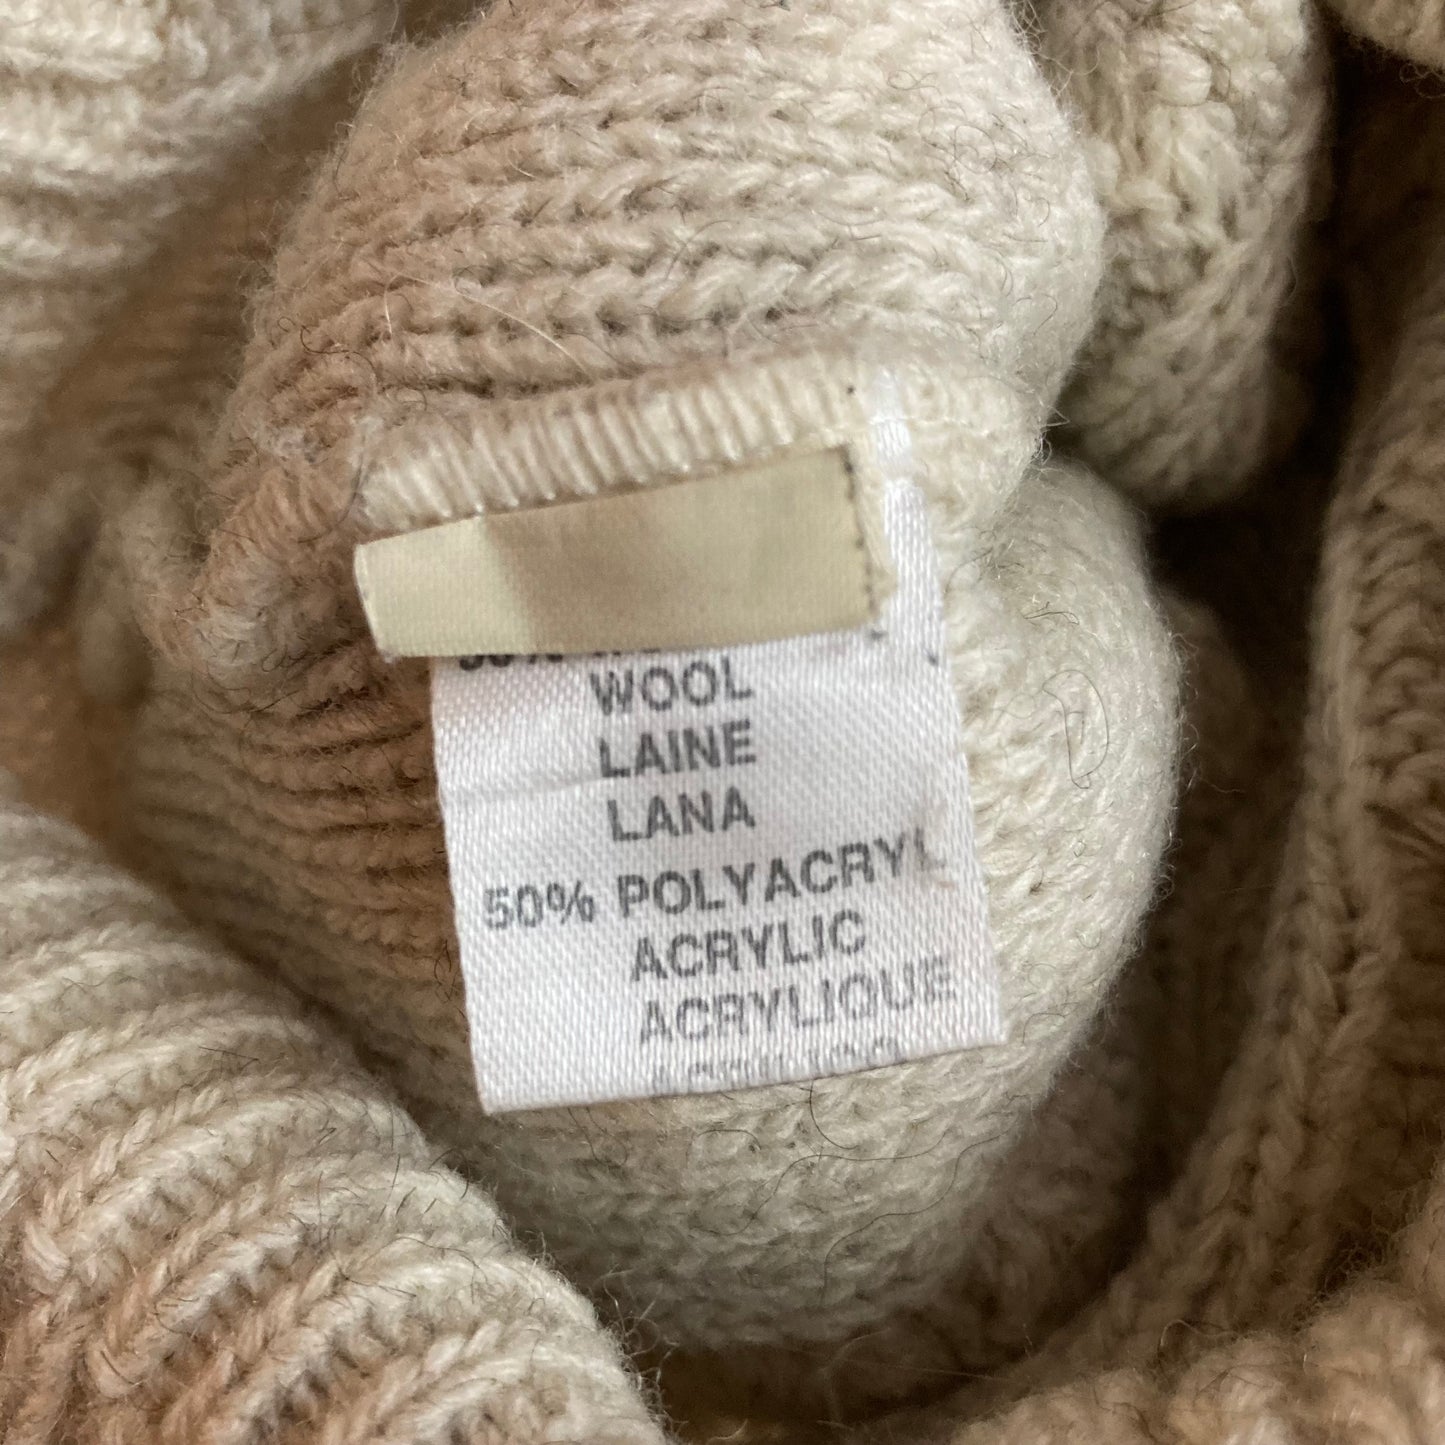 WOOL
LAINE
LANA
50% POLYACRYL
ACRYLIC
ACRYLIQUE